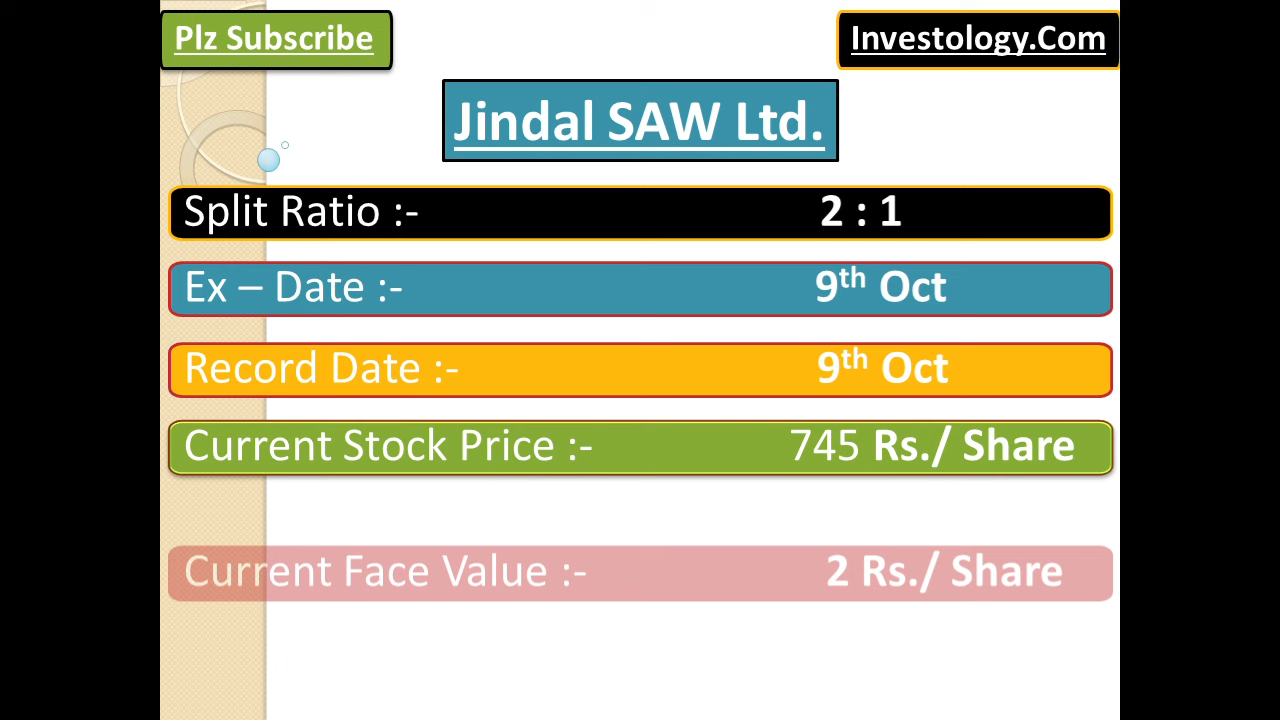 Plz Subscribe
Investology.Com
Jindal SAW Ltd.
Split Ratio :- 2 : 1
Ex – Date :- 9th Oct
Record Date :- 9th Oct
Current Stock Price :- 745 Rs./ Share
Current Face Value :- 2 Rs./ Share